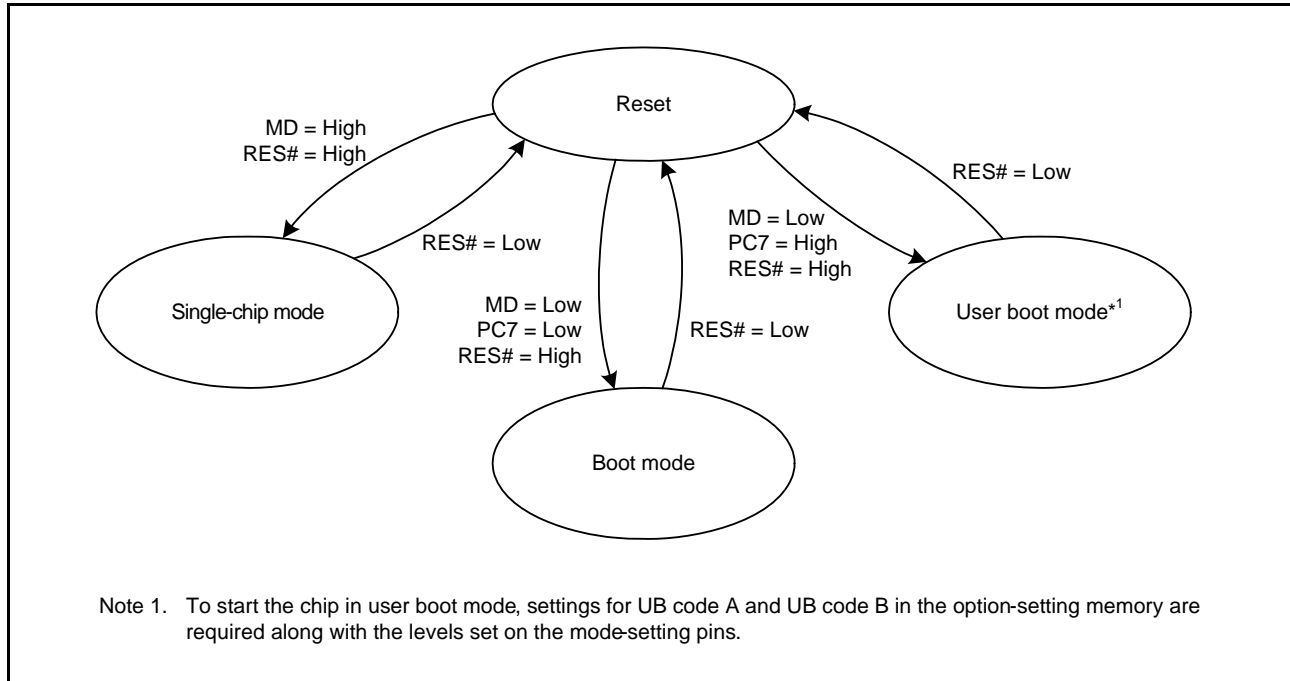 Reset
MD = High
RES# = High
RES# = Low
RES# = Low
MD = Low
PC7 = High
RES# = High
Single-chip mode
MD = Low
PC7 = Low
RES# = High
RES# = Low
User boot mode*1
Boot mode
Note 1. To start the chip in user boot mode, settings for UB code A and UB code B in the option-setting memory are
required along with the levels set on the mode-setting pins.